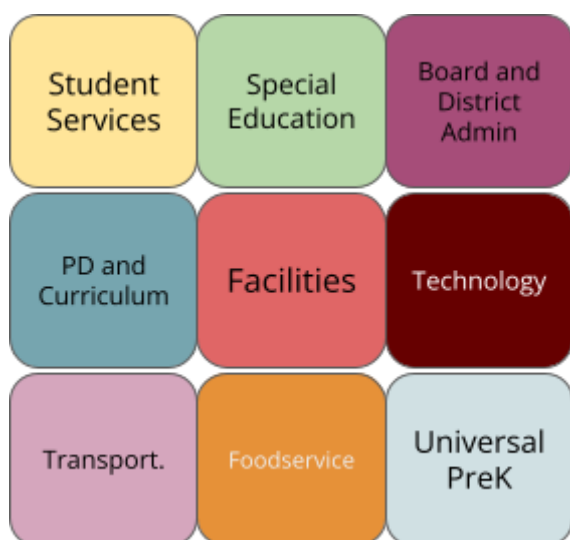 Student
Services
Special
Education
Board and
District
Admin
PD and
Curriculum
Facilities
Technology
Transport.
Foodservice
Universal
PreK